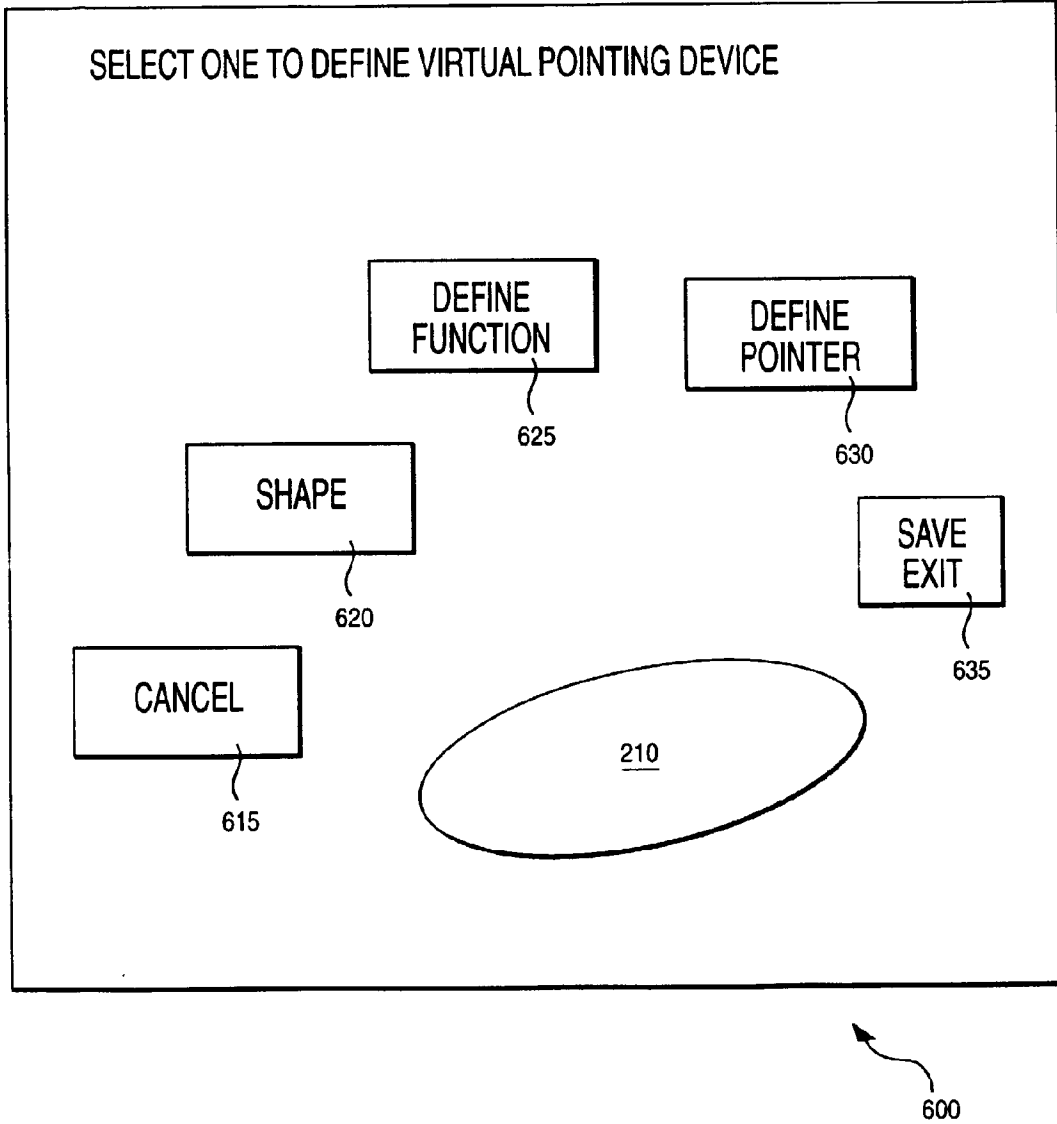 SELECT ONE TO DEFINE VIRTUAL POINTING DEVICE
DEFINE
FUNCTION
625
DEFINE
POINTER
630
SHAPE
620
SAVE
EXIT
635
CANCEL
615
210
600